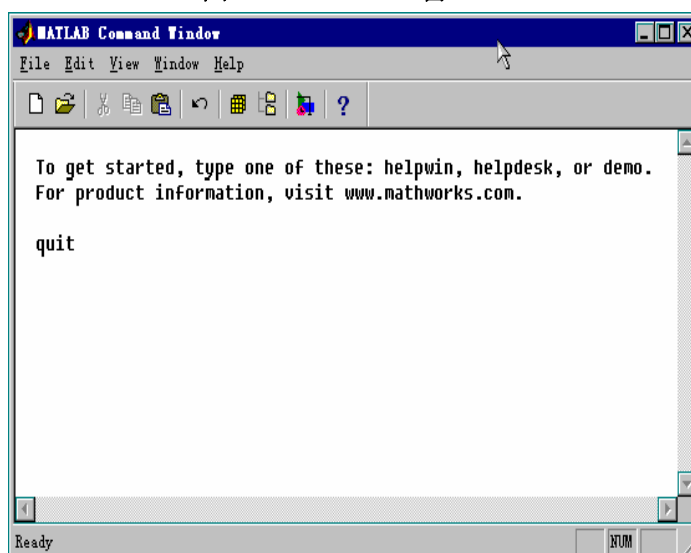 MATLAB Command Window
File Edit View Window Help
To get started, type one of these: helpwin, helpdesk, or demo.
For product information, visit www.mathworks.com.
quit
Ready NUM